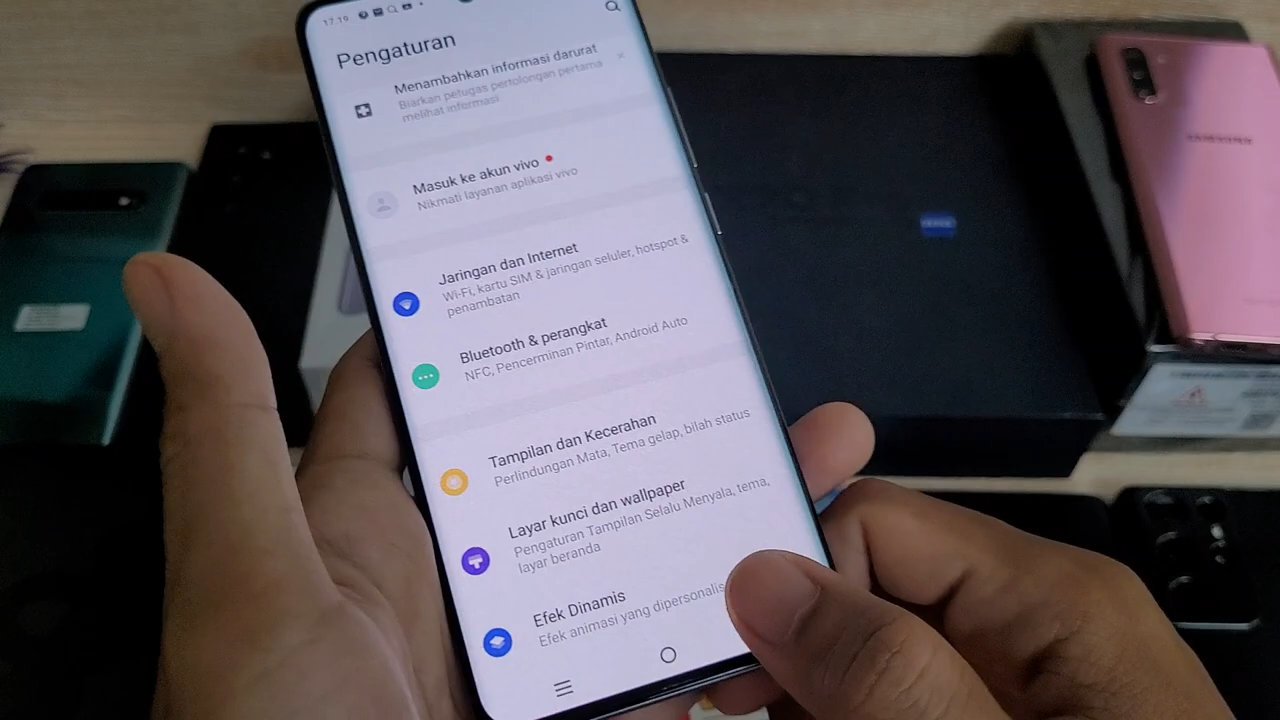 17.19
Pengaturan
Menambahkan informasi darurat
Biarkan petugas pertolongan pertama
melihat informasi
Masuk ke akun vivo
Nikmati layanan aplikasi vivo
Jaringan dan Internet
Wi-Fi, kartu SIM & jaringan seluler, hotspot &
penambatan
Bluetooth & perangkat
NFC, Pencerminan Pintar, Android Auto
Tampilan dan Kecerahan
Perlindungan Mata, Tema gelap, bilah status
Layar kunci dan wallpaper
Pengaturan Tampilan Selalu Menyala, tema,
layar beranda
Efek Dinamis
Efek animasi yang dipersonalis
SAMSUNG